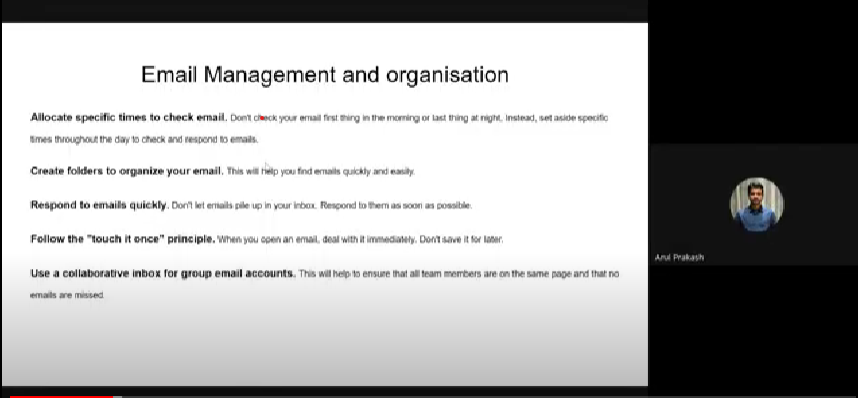 Email Management and organisation
Allocate specific times to check email. Don't check your email first thing in the morning or last thing at night. Instead, set aside specific
times throughout the day to check and respond to emails.
Create folders to organize your email. This will help you find emails quickly and easily.
Respond to emails quickly. Don't let emails pile up in your inbox. Respond to them as soon as possible.
Follow the "touch it once" principle. When you open an email, deal with it immediately. Don't save it for later.
Use a collaborative inbox for group email accounts. This will help to ensure that all team members are on the same page and that no
emails are missed
Arul Prakash